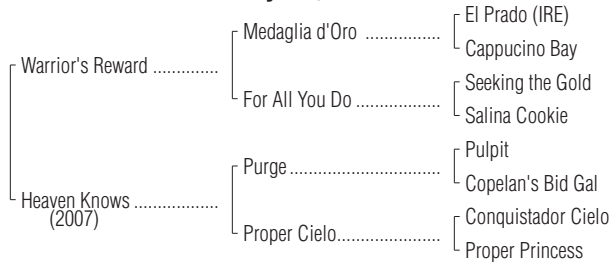 El Prado (IRE)
Medaglia d'Oro ..................
Cappucino Bay
Warrior's Reward ..............
Seeking the Gold
For All You Do ....................
Salina Cookie
Pulpit
Purge...................................
Copelan's Bid Gal
Heaven Knows ..................
(2007)
Conquistador Cielo
Proper Cielo........................
Proper Princess